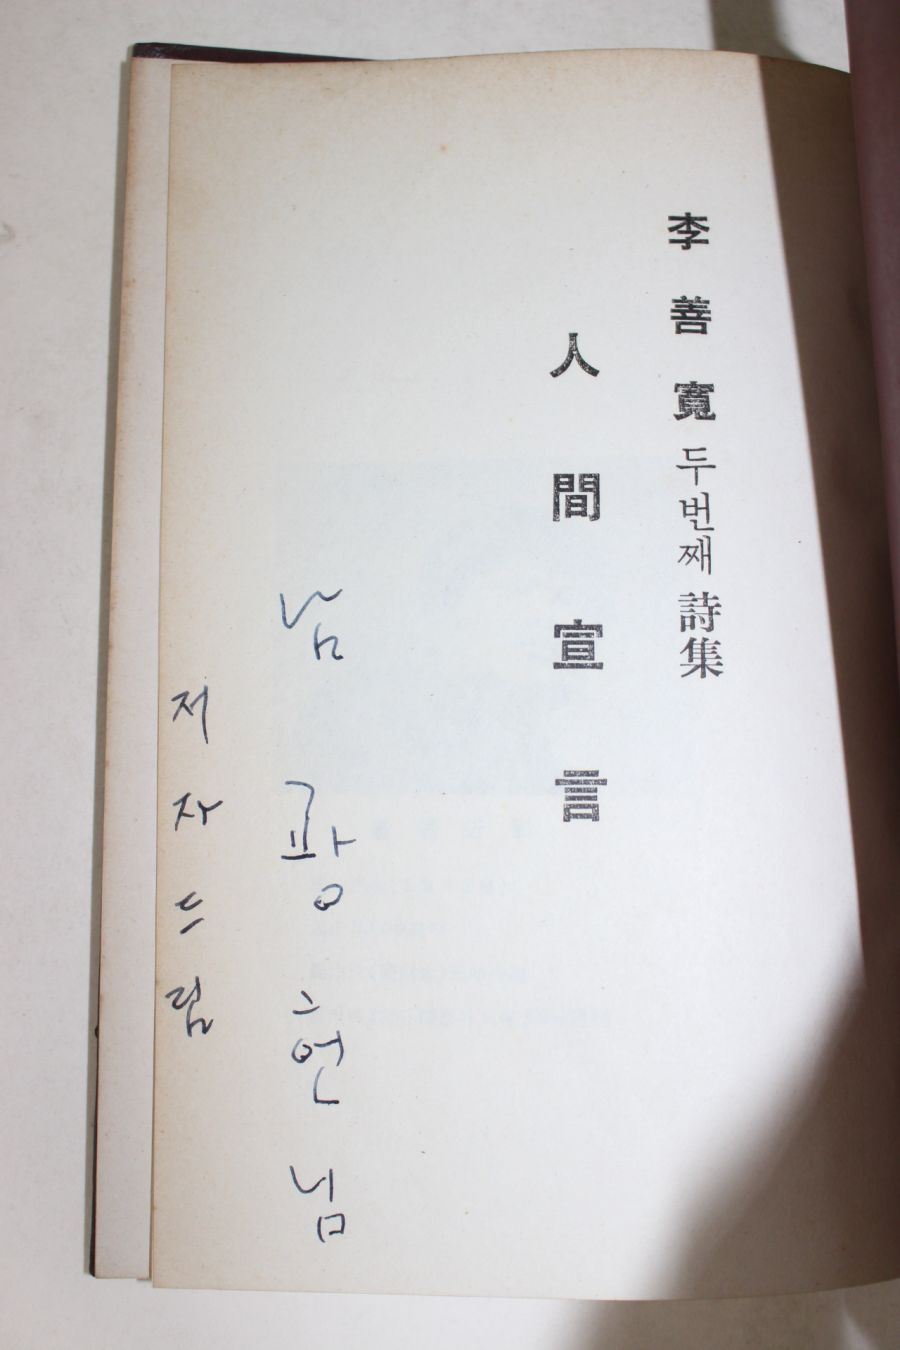 李善寬 두번째 詩集
人間宣言
남광헌님
저자드림